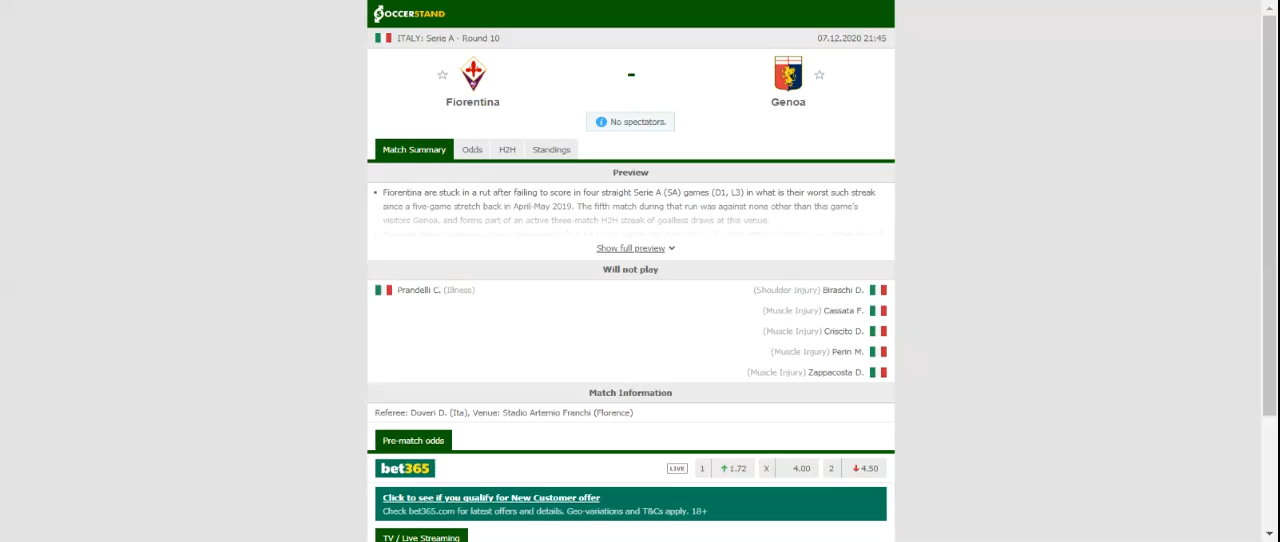 SOCCERSTAND
ITALY: Serie A - Round 10 07.12.2020 21:45
-
Fiorentina Genoa
No spectators.
Match Summary Odds H2H Standings
Preview
• Fiorentina are stuck in a rut after failing to score in four straight Serie A (SA) games (D1, L3) in what is their worst such streak
since a five-game stretch back in April-May 2019. The fifth match during that run was against none other than this game's
visitors Genoa, and forms part of an active three-match H2H streak of goalless draws at this venue.
Show full preview
Will not play
Prandelli C. (Illness) (Shoulder Injury) Biraschi D.
(Muscle Injury) Cassata F.
(Muscle Injury) Criscito D.
(Muscle Injury) Perin M.
(Muscle Injury) Zappacosta D.
Match Information
Referee: Doveri D. (Ita), Venue: Stadio Artemio Franchi (Florence)
Pre-match odds
bet365 LIVE 1 1.72 X 4.00 2 4.50
Click to see if you qualify for New Customer offer
Check bet365.com for latest offers and details. Geo-variations and T&Cs apply. 18+
TV / Live Streaming